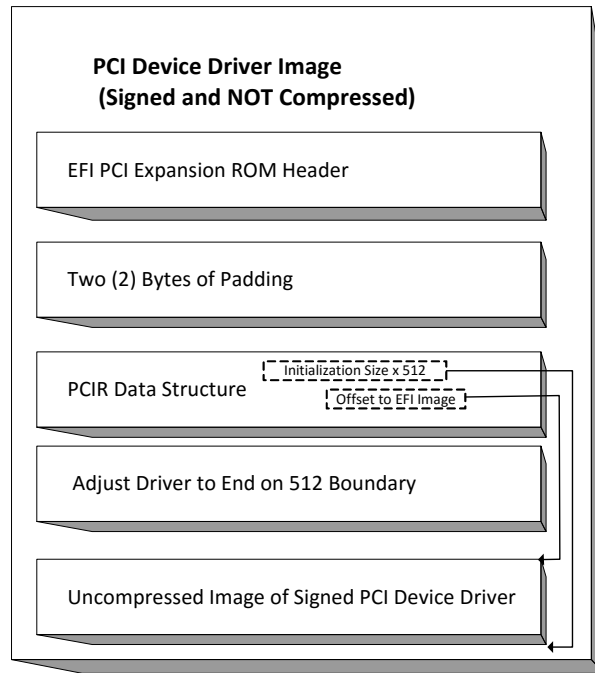 PCI Device Driver Image
(Signed and NOT Compressed)
EFI PCI Expansion ROM Header
Two (2) Bytes of Padding
Initialization Size x 512
PCIR Data Structure
Offset to EFI Image
Adjust Driver to End on 512 Boundary
Uncompressed Image of Signed PCI Device Driver